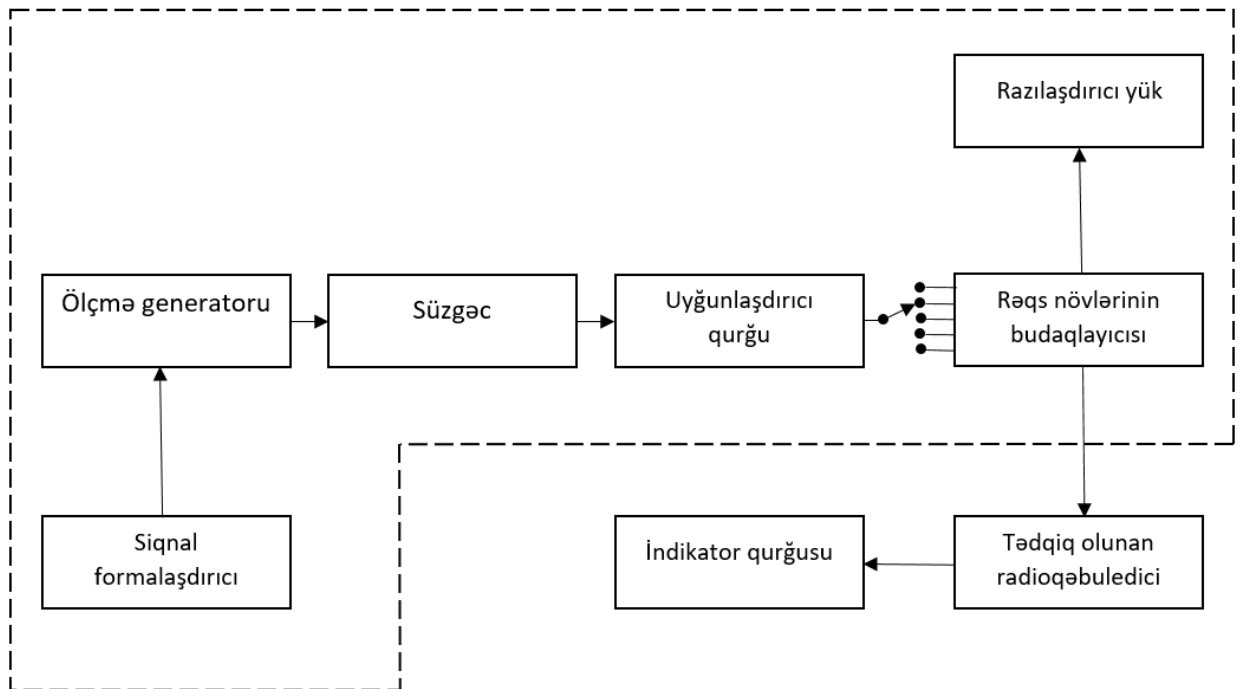 Razılaşdırıcı yük
Ölçmə generatoru
Süzgəc
Uyğunlaşdırıcı
qurğu
Rəqs növlərinin
budaqlayıcısı
Siqnal
formalaşdırıcı
İndikator qurğusu
Tədqiq olunan
radioqəbuledici